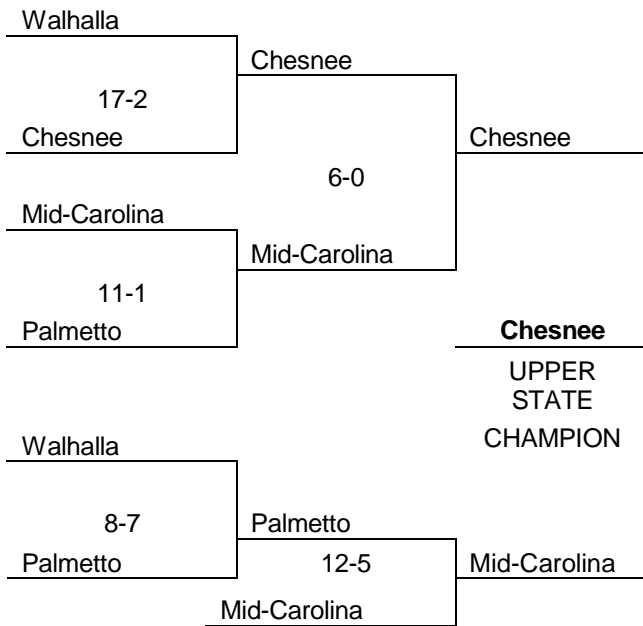 Walhalla
Chesnee
17-2
Chesnee
Chesnee
6-0
Mid-Carolina
Mid-Carolina
11-1
Palmetto
Chesnee
UPPER
STATE
CHAMPION
Walhalla
8-7
Palmetto
Palmetto
12-5
Mid-Carolina
Mid-Carolina